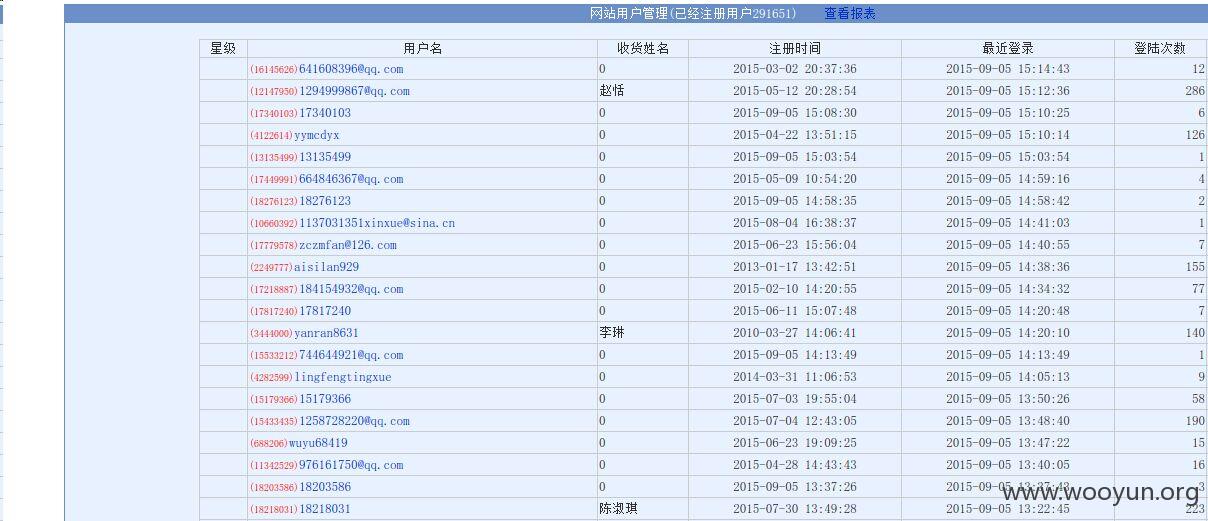 网站用户管理(已经注册用户291651) 查看报表
星级 用户名 收货姓名 注册时间 最近登录 登陆次数
(16145626)641608396@qq.com 0 2015-03-02 20:37:36 2015-09-05 15:14:43 12
(12147950)1294999867@qq.com 赵恬 2015-05-12 20:28:54 2015-09-05 15:12:36 286
(17340103)17340103 0 2015-09-05 15:08:30 2015-09-05 15:10:25 6
(4122614)yymcdyx 0 2015-04-22 13:51:15 2015-09-05 15:10:14 126
(13135499)13135499 0 2015-09-05 15:03:54 2015-09-05 15:03:54 1
(17449991)664846367@qq.com 0 2015-05-09 10:54:20 2015-09-05 14:59:16 4
(18276123)18276123 0 2015-09-05 14:58:35 2015-09-05 14:58:42 2
(10660392)1137031351xinxue@sina.cn 0 2015-08-04 16:38:37 2015-09-05 14:41:03 1
(17779578)zczmfan@126.com 0 2015-06-23 15:56:04 2015-09-05 14:40:55 7
(2249777)aisilan929 0 2013-01-17 13:42:51 2015-09-05 14:38:36 155
(17218887)184154932@qq.com 0 2015-02-10 14:20:55 2015-09-05 14:34:32 77
(17817240)17817240 0 2015-06-11 15:07:48 2015-09-05 14:20:48 7
(3444000)yanran8631 李琳 2010-03-27 14:06:41 2015-09-05 14:20:10 140
(15533212)744644921@qq.com 0 2015-09-05 14:13:49 2015-09-05 14:13:49 1
(4282599)lingfengtingxue 0 2014-03-31 11:06:53 2015-09-05 14:05:13 9
(15179366)15179366 0 2015-07-03 19:55:04 2015-09-05 13:50:26 58
(15433435)1258728220@qq.com 0 2015-07-04 12:43:05 2015-09-05 13:48:40 190
(688206)wuyu68419 0 2015-06-23 19:09:25 2015-09-05 13:47:22 15
(11342529)976161750@qq.com 0 2015-04-28 14:43:43 2015-09-05 13:40:05 16
(18203586)18203586 0 2015-09-05 13:37:26 2015-09-05 13:37:43 3
www.wooyun.org
(18218031)18218031 陈淑琪 2015-07-30 13:49:28 2015-09-05 13:22:45 223